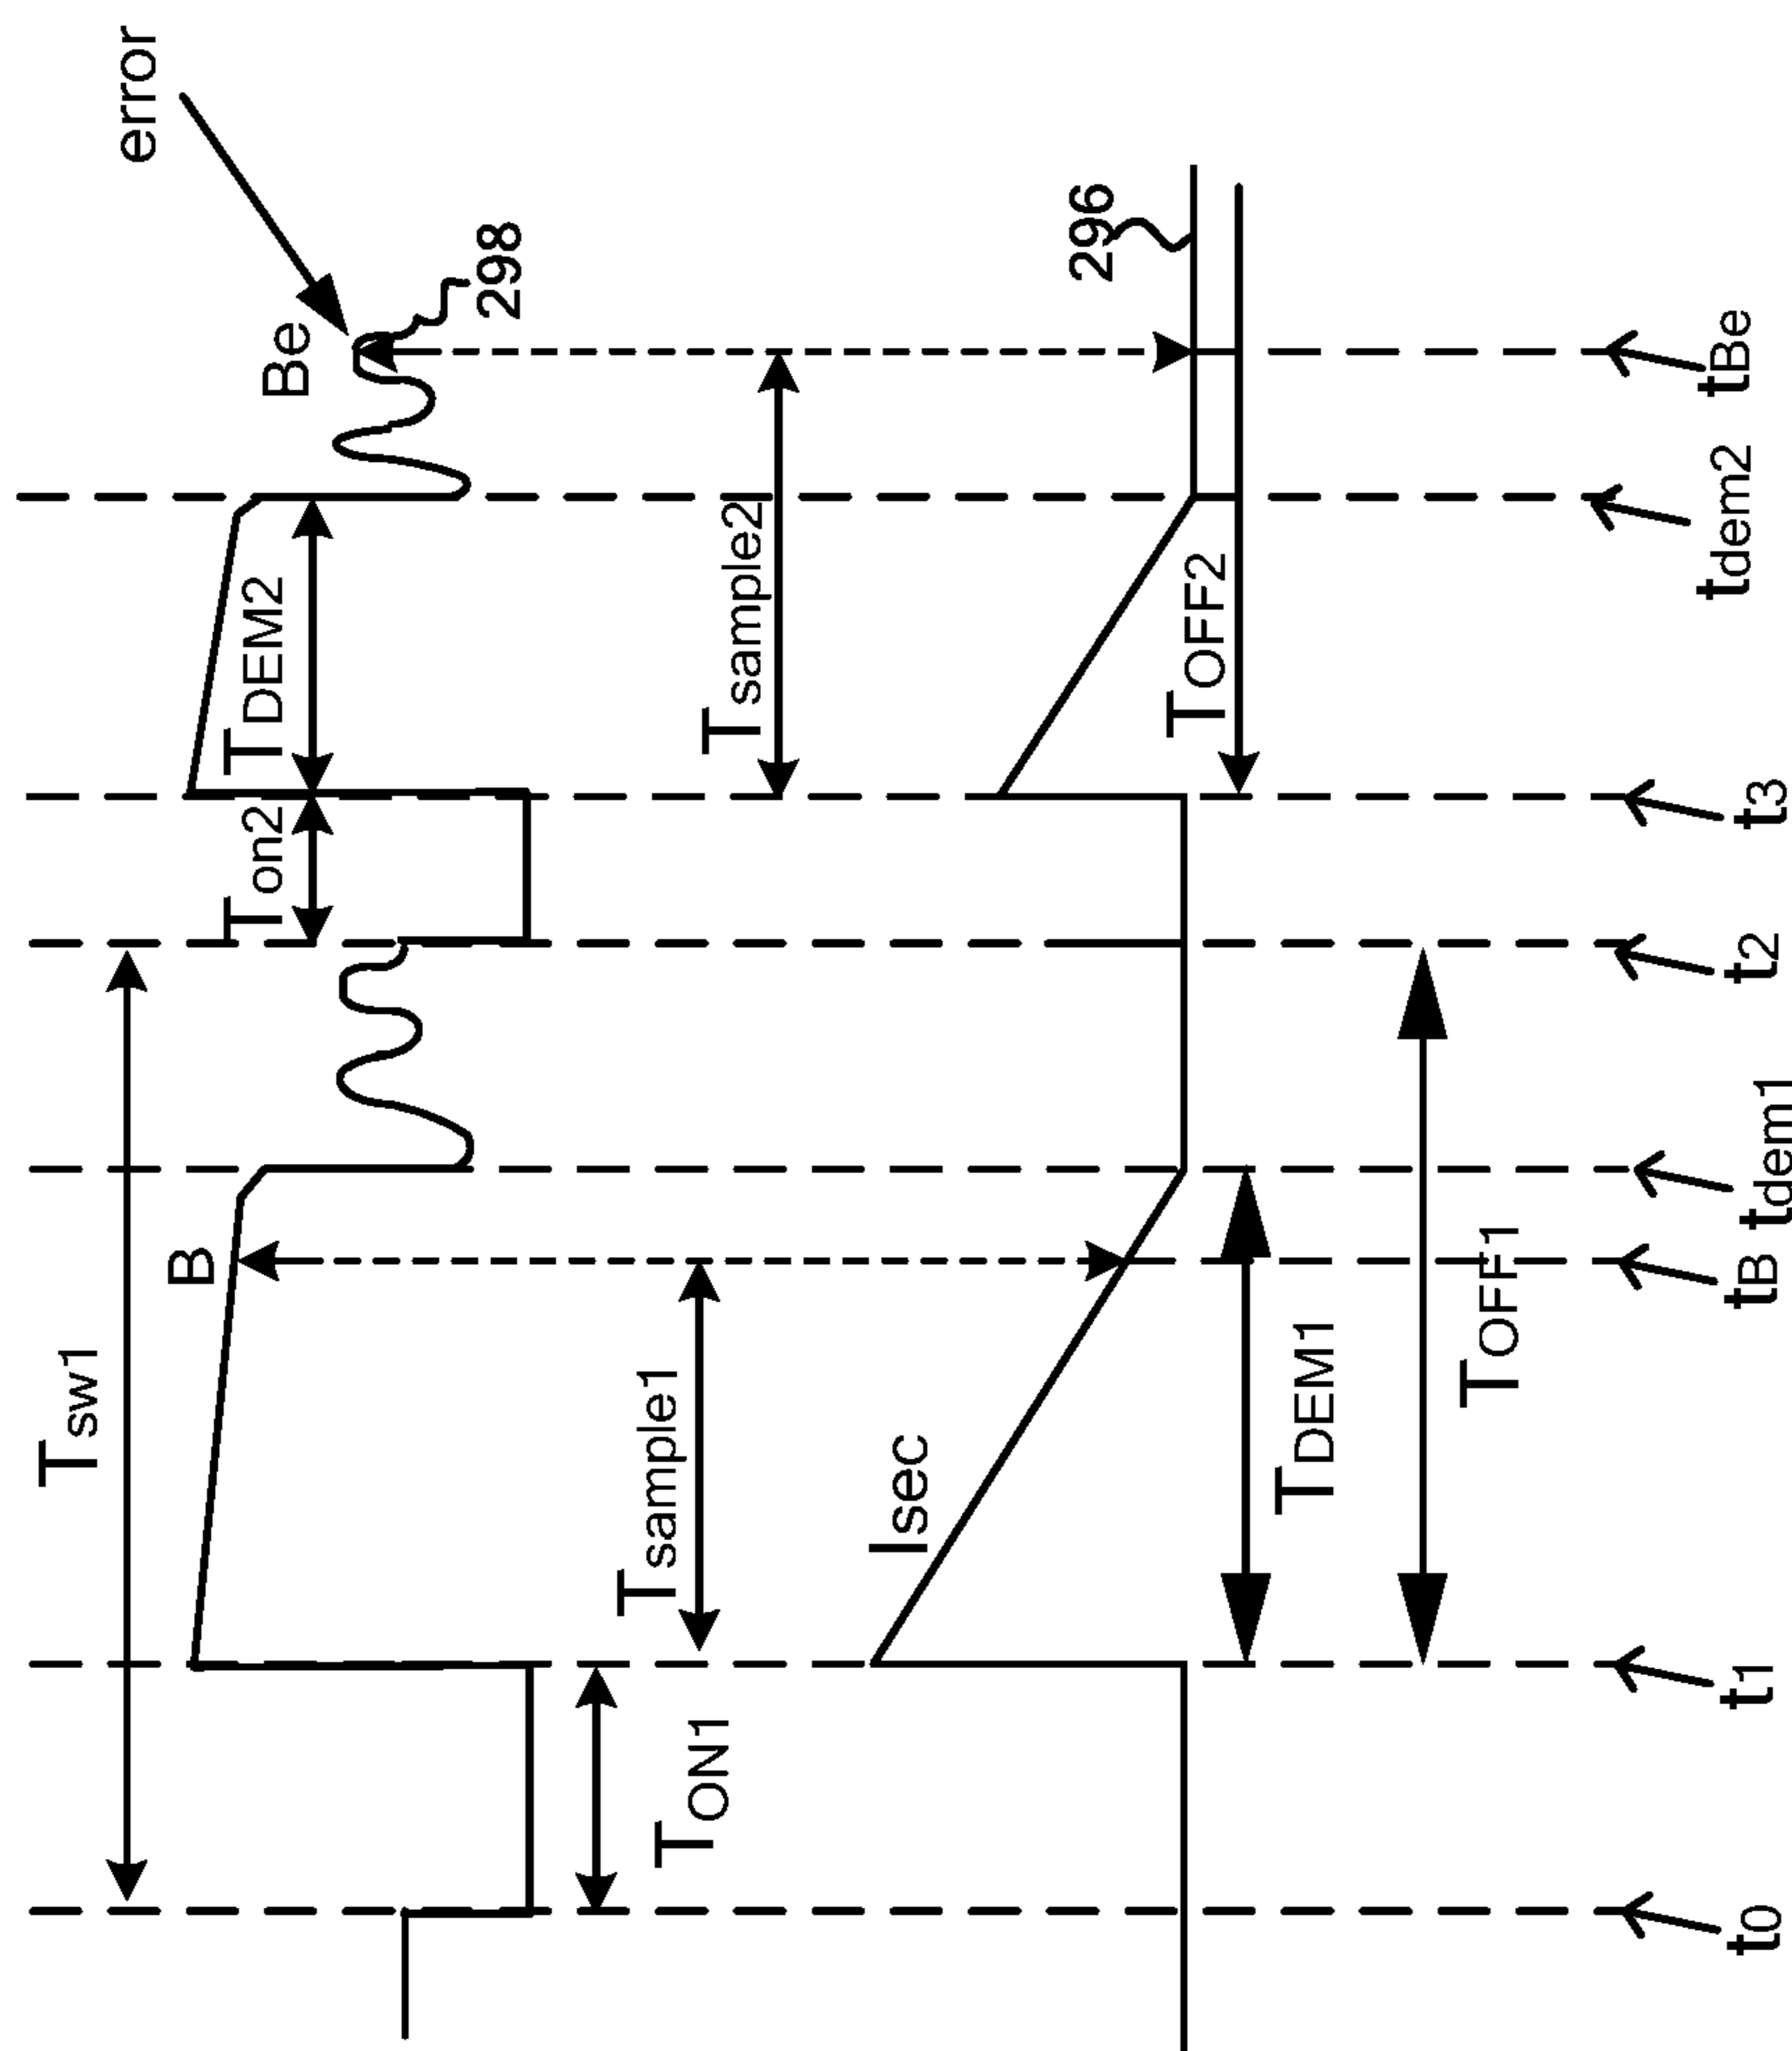 error
Be
298
Tsw1
B
TDEM2
Ton2
Tsample2
Tsample1
TON1
Isec
296
TOFF2
TDEM1
TOFF1
t0
t1
tB
tdem1
t2
t3
tdem2
tBe